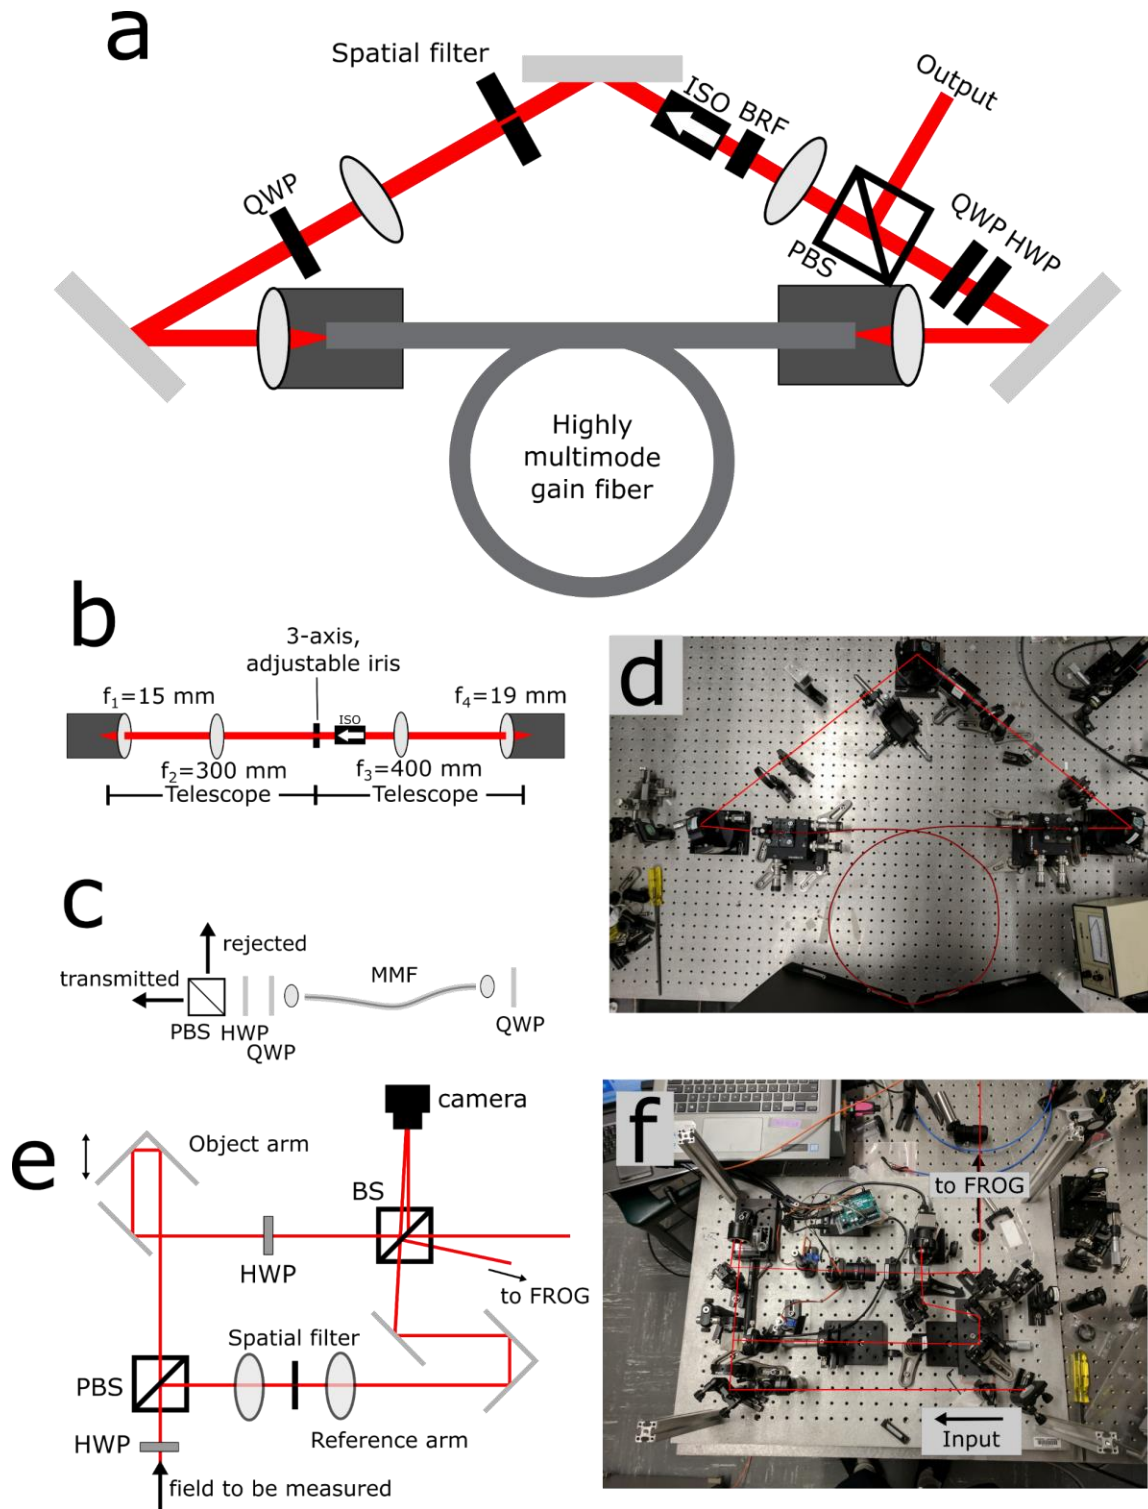 a
Spatial filter
ISO
BRF
Output
QWP
QWP
HWP
PBS
Highly
multimode
gain fiber
b
3-axis,
adjustable iris
f₁=15 mm
f₄=19 mm
ISO
f₂=300 mm
f₃=400 mm
Telescope
Telescope
c
rejected
transmitted
MMF
PBS
HWP
QWP
QWP
d
e
camera
Object arm
BS
HWP
to FROG
Spatial filter
PBS
Reference arm
HWP
field to be measured
f
to FROG
Input